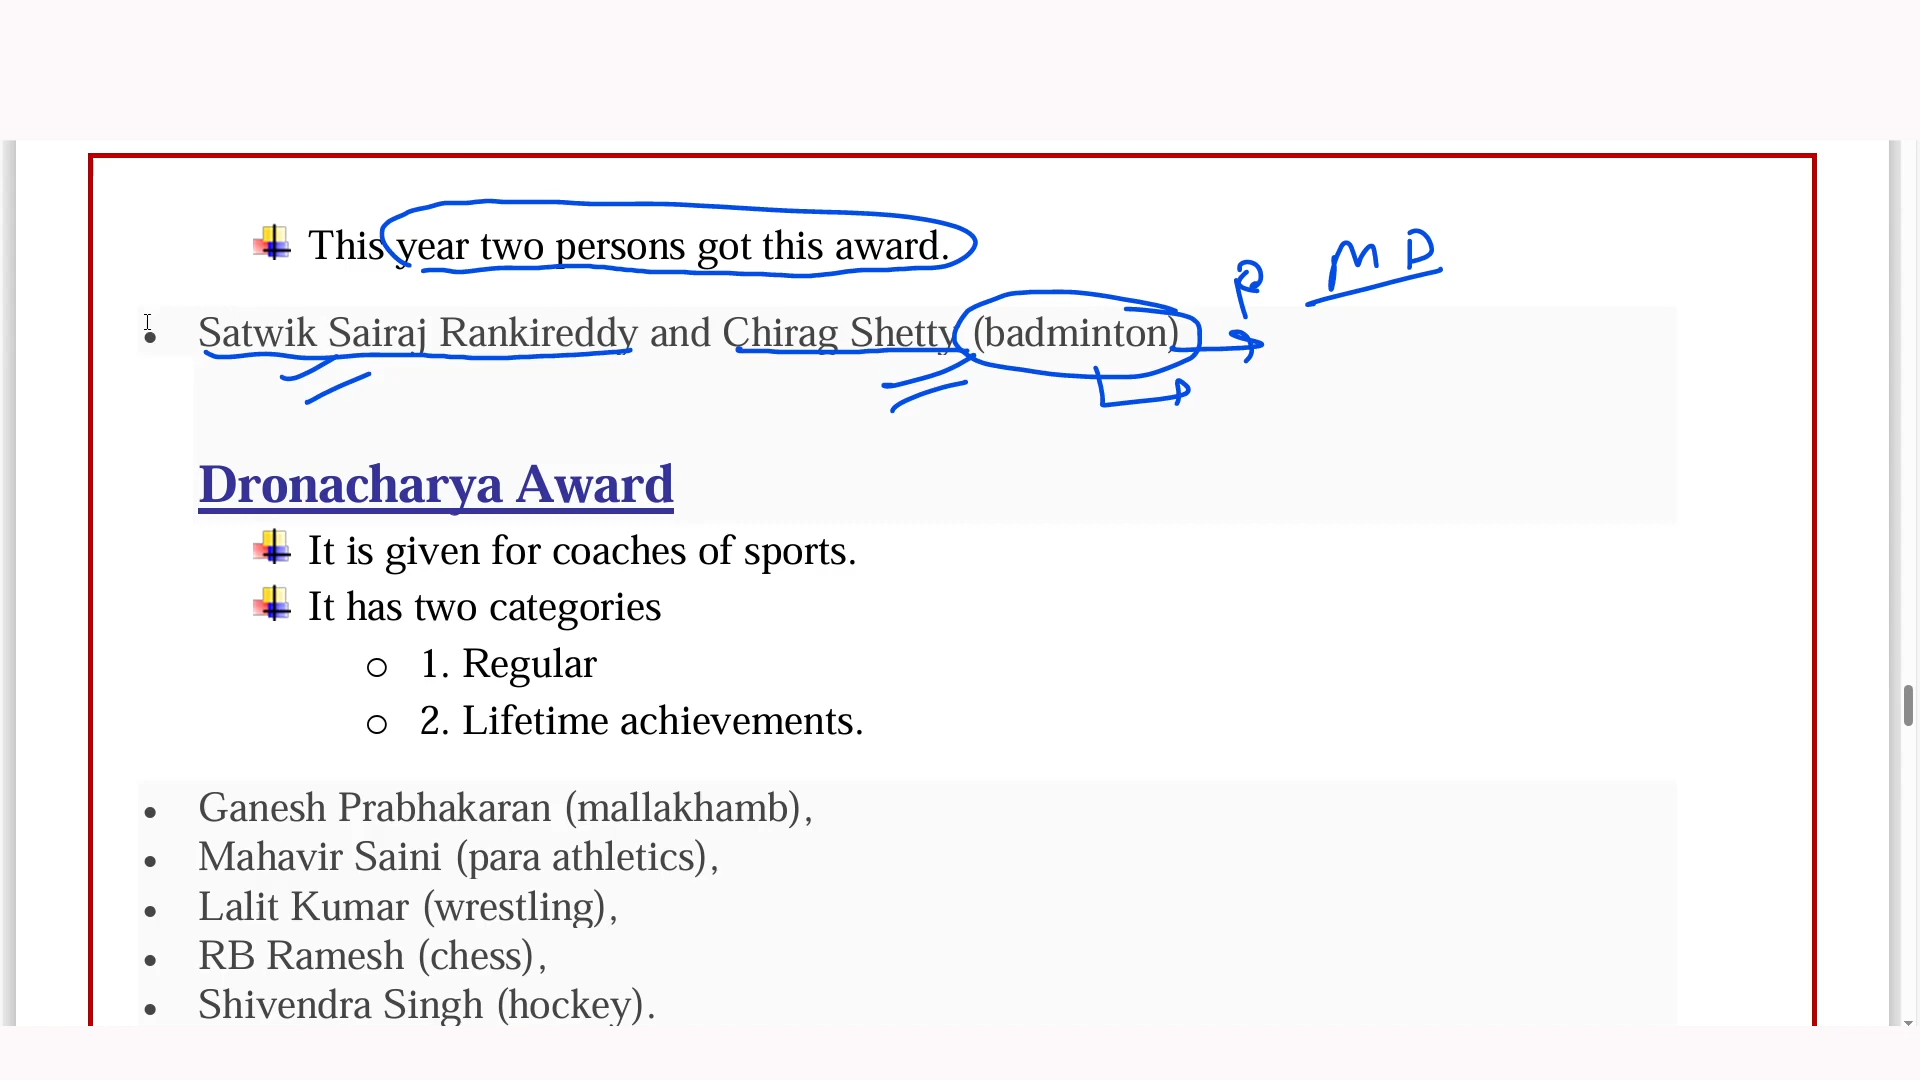 This year two persons got this award.
M D
P
Satwik Sairaj Rankireddy and Chirag Shetty (badminton)
Dronacharya Award
It is given for coaches of sports.
It has two categories
1. Regular
2. Lifetime achievements.
Ganesh Prabhakaran (mallakhamb),
Mahavir Saini (para athletics),
Lalit Kumar (wrestling),
RB Ramesh (chess),
Shivendra Singh (hockey).